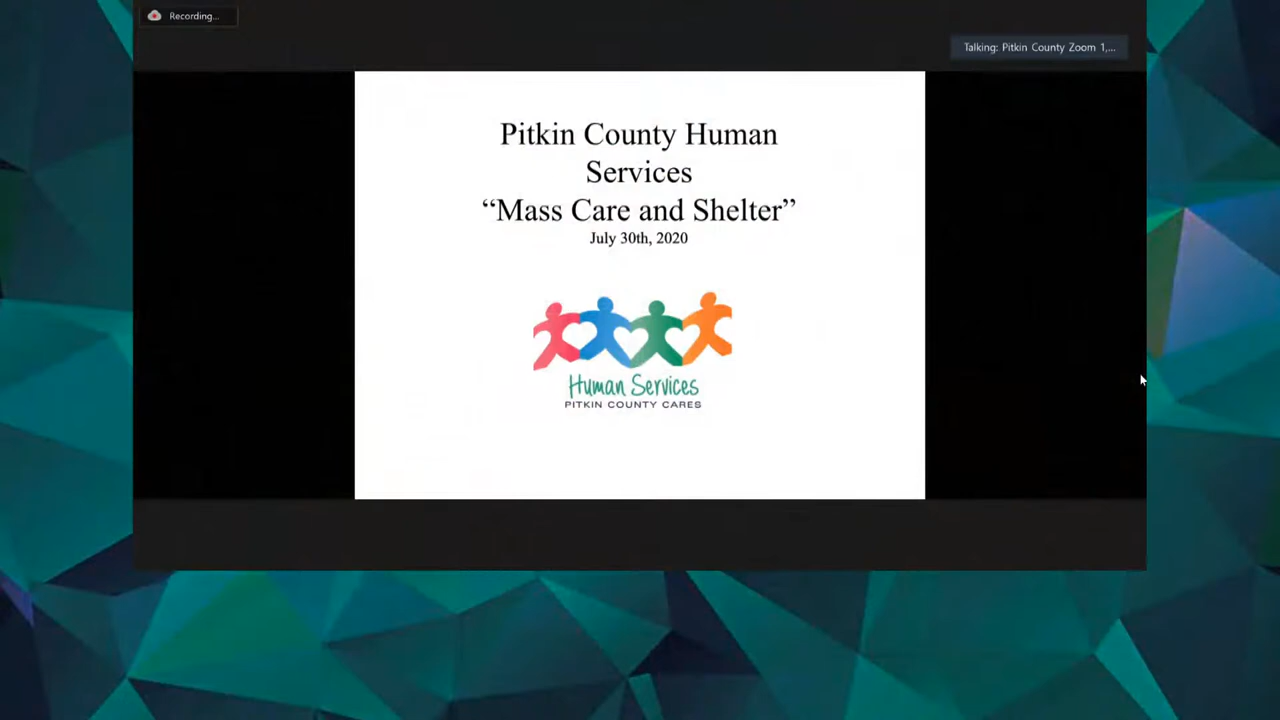 Recording...
Talking: Pitkin County Zoom 1,...
Pitkin County Human
Services
“Mass Care and Shelter”
July 30th, 2020
Human Services
PITKIN COUNTY CARES